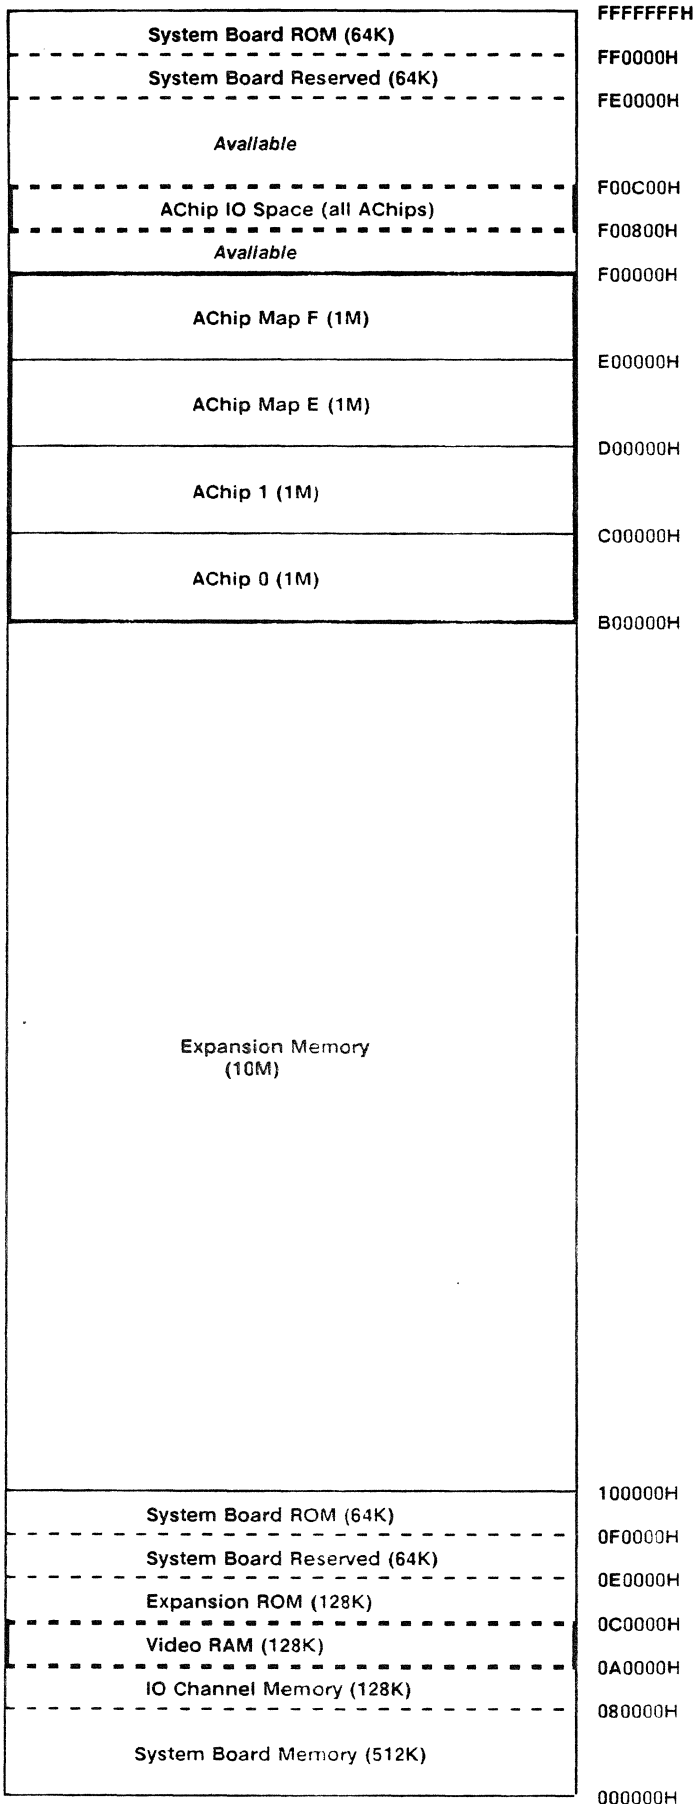 FFFFFFFH
System Board ROM (64K)
FF0000H
System Board Reserved (64K)
FE0000H
Available
F00C00H
AChip IO Space (all AChips)
F00800H
Available
F00000H
AChip Map F (1M)
E00000H
AChip Map E (1M)
D00000H
AChip 1 (1M)
C00000H
AChip 0 (1M)
B00000H
Expansion Memory
(10M)
100000H
System Board ROM (64K)
0F0000H
System Board Reserved (64K)
0E0000H
Expansion ROM (128K)
0C0000H
Video RAM (128K)
0A0000H
IO Channel Memory (128K)
080000H
System Board Memory (512K)
000000H